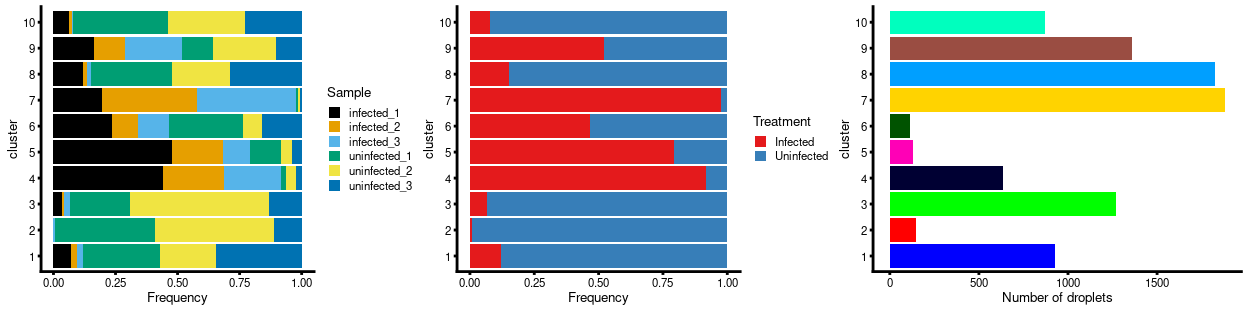 10
9
8
7
6
5
4
3
2
1
cluster
0.00 0.25 0.50 0.75 1.00
Frequency
Sample
infected_1
infected_2
infected_3
uninfected_1
uninfected_2
uninfected_3
10
9
8
7
6
5
4
3
2
1
cluster
0.00 0.25 0.50 0.75 1.00
Frequency
Treatment
Infected
Uninfected
10
9
8
7
6
5
4
3
2
1
cluster
0 500 1000 1500
Number of droplets